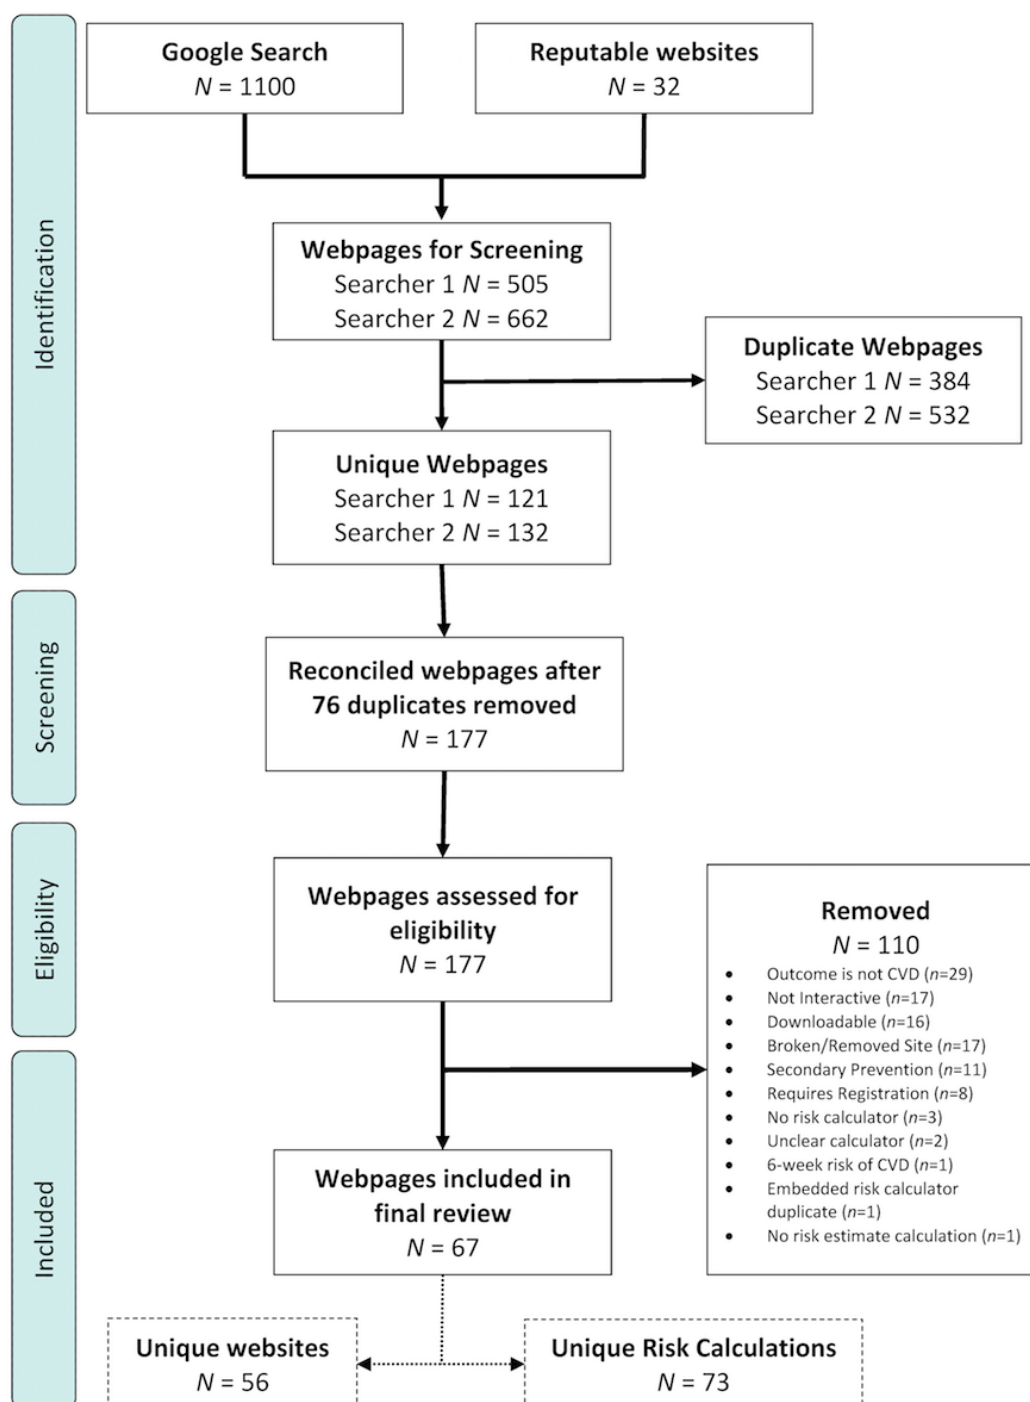 Identification
Google Search
N = 1100
Reputable websites
N = 32
Webpages for Screening
Searcher 1 N = 505
Searcher 2 N = 662
Duplicate Webpages
Searcher 1 N = 384
Searcher 2 N = 532
Unique Webpages
Searcher 1 N = 121
Searcher 2 N = 132
Screening
Reconciled webpages after
76 duplicates removed
N = 177
Eligibility
Webpages assessed for
eligibility
N = 177
Removed
N = 110
• Outcome is not CVD (n=29)
• Not Interactive (n=17)
• Downloadable (n=16)
• Broken/Removed Site (n=17)
• Secondary Prevention (n=11)
• Requires Registration (n=8)
• No risk calculator (n=3)
• Unclear calculator (n=2)
• 6-week risk of CVD (n=1)
• Embedded risk calculator
duplicate (n=1)
• No risk estimate calculation (n=1)
Included
Webpages included in
final review
N = 67
Unique websites
N = 56
Unique Risk Calculations
N = 73